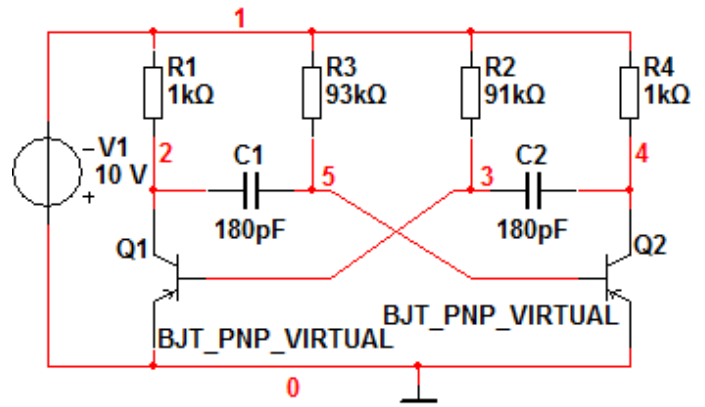 1
R1
1kΩ
R3
93kΩ
R2
91kΩ
R4
1kΩ
V1
10 V
2
C1
180pF
5
3
C2
180pF
4
Q1
BJT_PNP_VIRTUAL
Q2
BJT_PNP_VIRTUAL
0